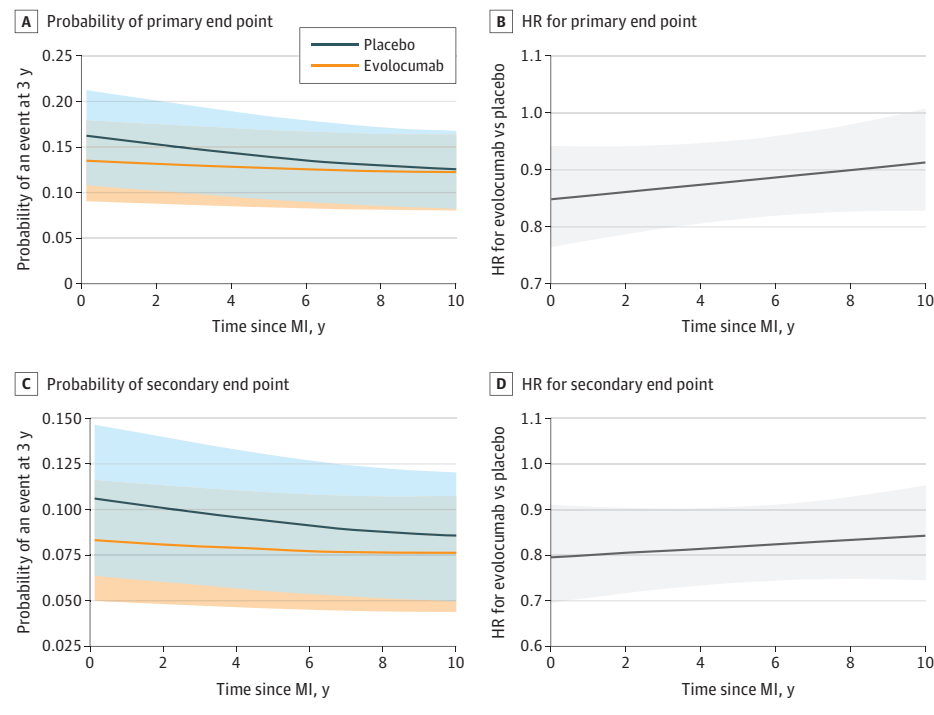 A Probability of primary end point
Placebo
Evolocumab
Probability of an event at 3 y
0.25
0.20
0.15
0.10
0.05
0
0 2 4 6 8 10
Time since MI, y
B HR for primary end point
HR for evolocumab vs placebo
1.1
1.0
0.9
0.8
0.7
0 2 4 6 8 10
Time since MI, y
C Probability of secondary end point
Probability of an event at 3 y
0.150
0.125
0.100
0.075
0.050
0.025
0 2 4 6 8 10
Time since MI, y
D HR for secondary end point
HR for evolocumab vs placebo
1.1
1.0
0.9
0.8
0.7
0.6
0 2 4 6 8 10
Time since MI, y